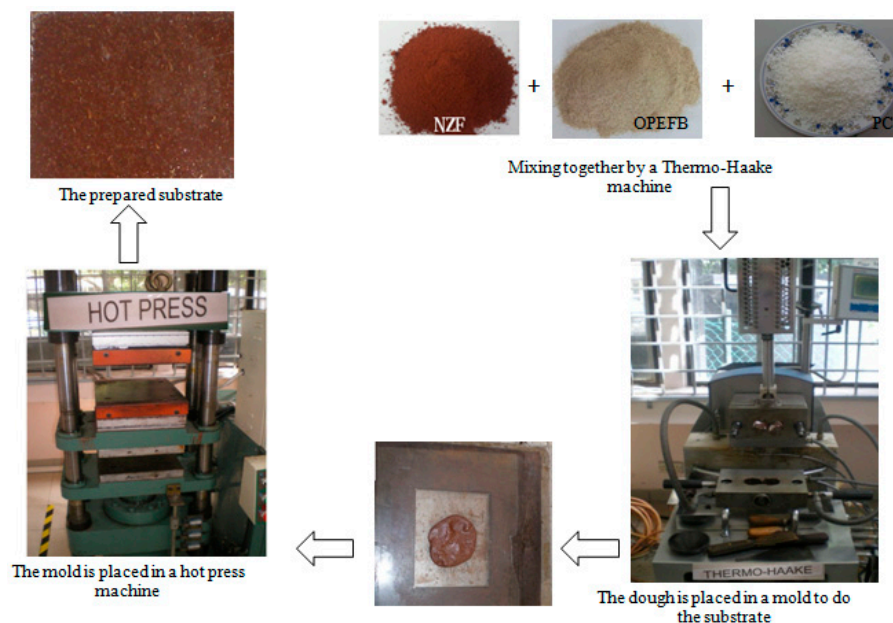 NZF
+
OPEFB
+
PC
Mixing together by a Thermo-Haake
machine
The prepared substrate
HOT PRESS
THERMO-HAAKE
The dough is placed in a mold to do
the substrate
The mold is placed in a hot press
machine